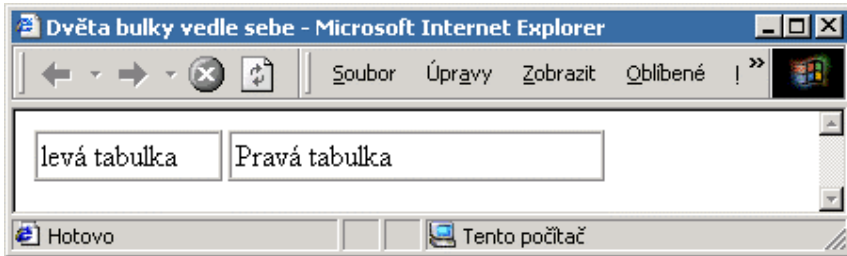 Dvěta bulky vedle sebe - Microsoft Internet Explorer
Soubor Úpravy Zobrazit Oblíbené »
levá tabulka Pravá tabulka
Hotovo Tento počítač